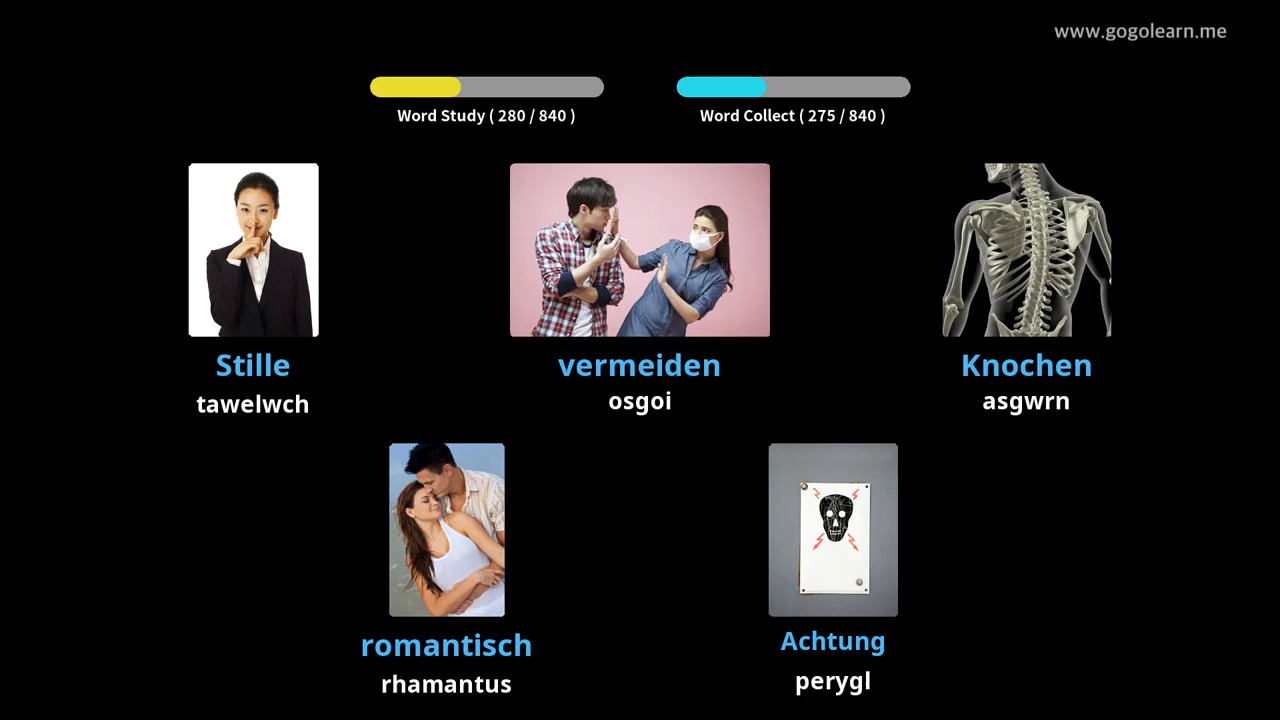 www.gogolearn.me
Word Study ( 280 / 840 )
Word Collect ( 275 / 840 )
Stille
tawelwch
vermeiden
osgoi
Knochen
asgwrn
romantisch
rhamantus
Achtung
perygl